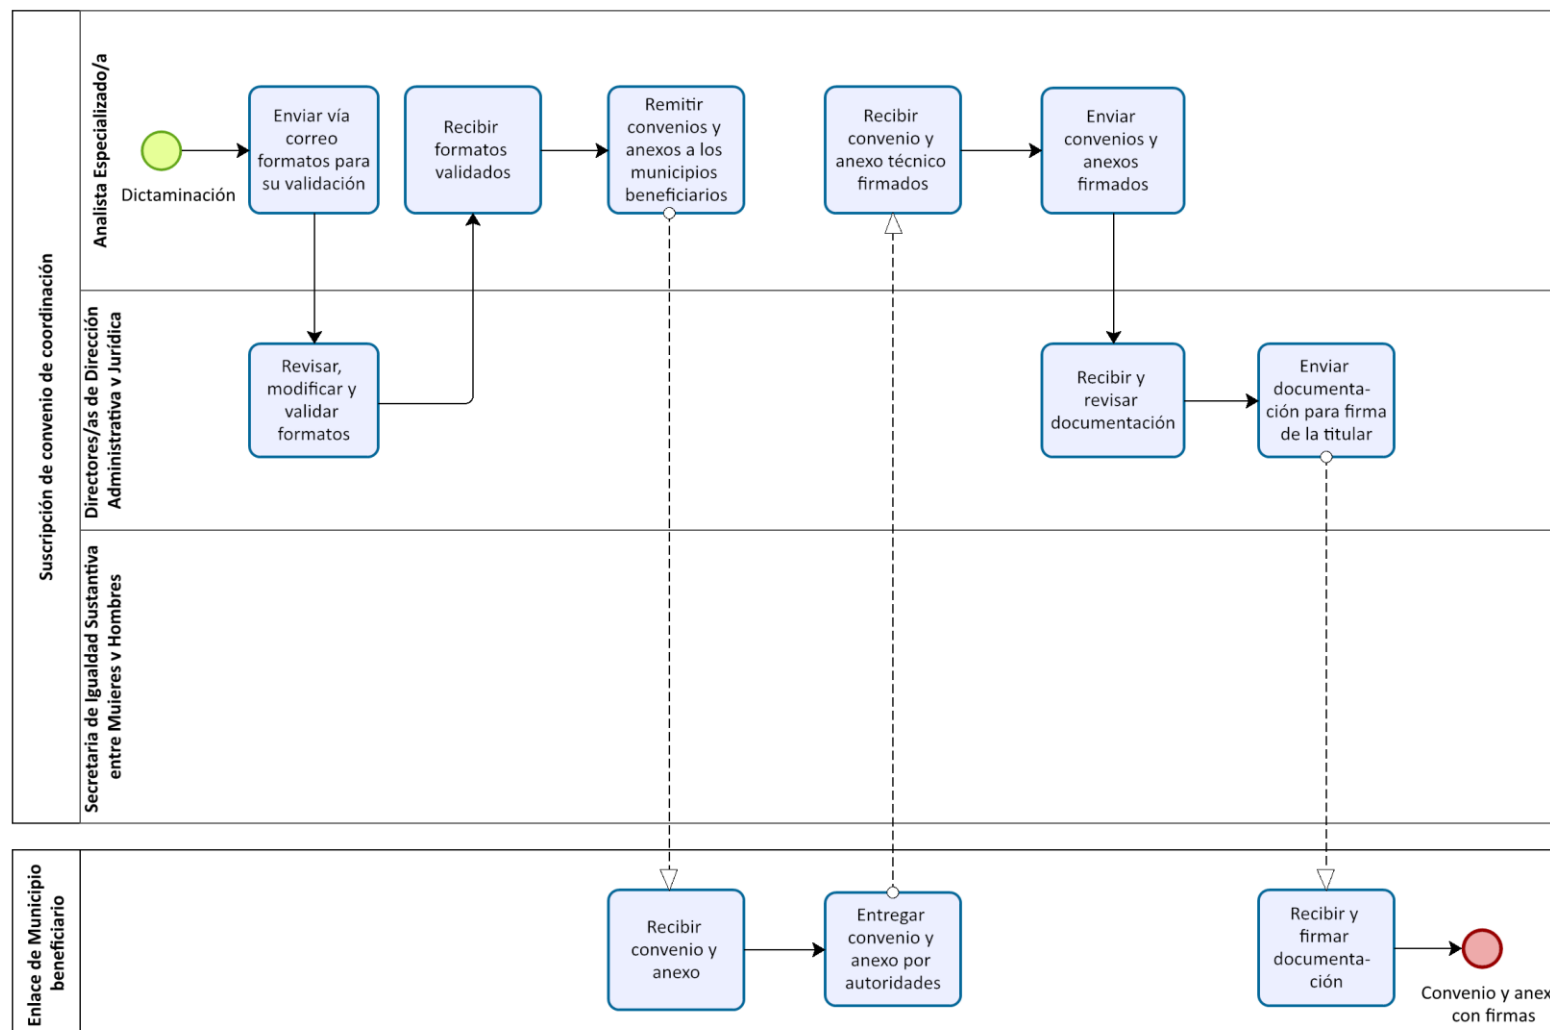 Suscripción de convenio de coordinación
Analista Especializado/a
Dictaminación
Enviar vía
correo
formatos para
su validación
Recibir
formatos
validados
Remitir
convenios y
anexos a los
municipios
beneficiarios
Recibir
convenio y
anexo técnico
firmados
Enviar
convenios y
anexos
firmados
Directores/as de Dirección
Administrativa y Jurídica
Revisar,
modificar y
validar
formatos
Recibir y
revisar
documentación
Enviar
documenta-
ción para firma
de la titular
Secretaria de Igualdad Sustantiva
entre Mujeres y Hombres
Enlace de Municipio
beneficiario
Recibir
convenio y
anexo
Entregar
convenio y
anexo por
autoridades
Recibir y
firmar
documenta-
ción
Convenio y anex
con firmas